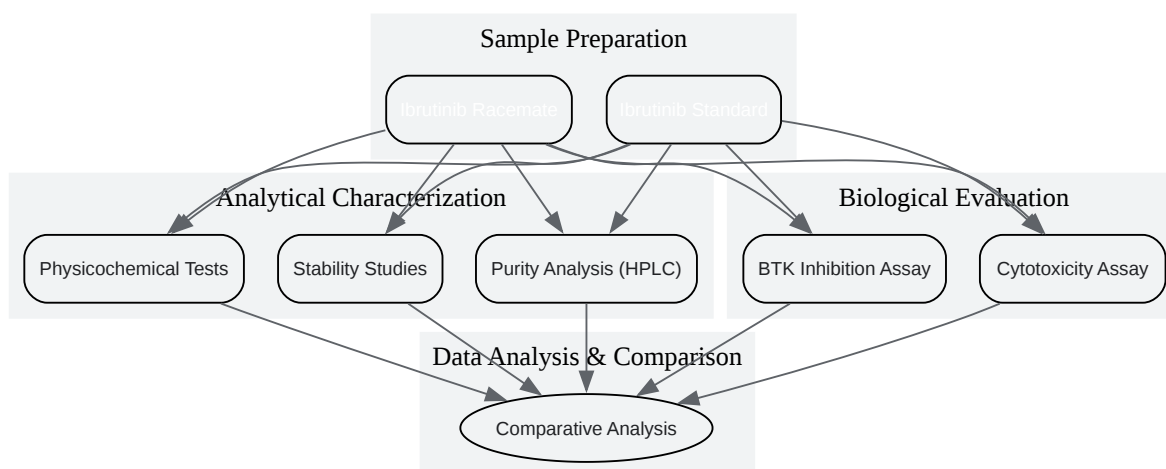 Sample Preparation
Ibrutinib Racemate
Ibrutinib Standard
Analytical Characterization
Biological Evaluation
Physicochemical Tests
Stability Studies
Purity Analysis (HPLC)
BTK Inhibition Assay
Cytotoxicity Assay
Data Analysis & Comparison
Comparative Analysis